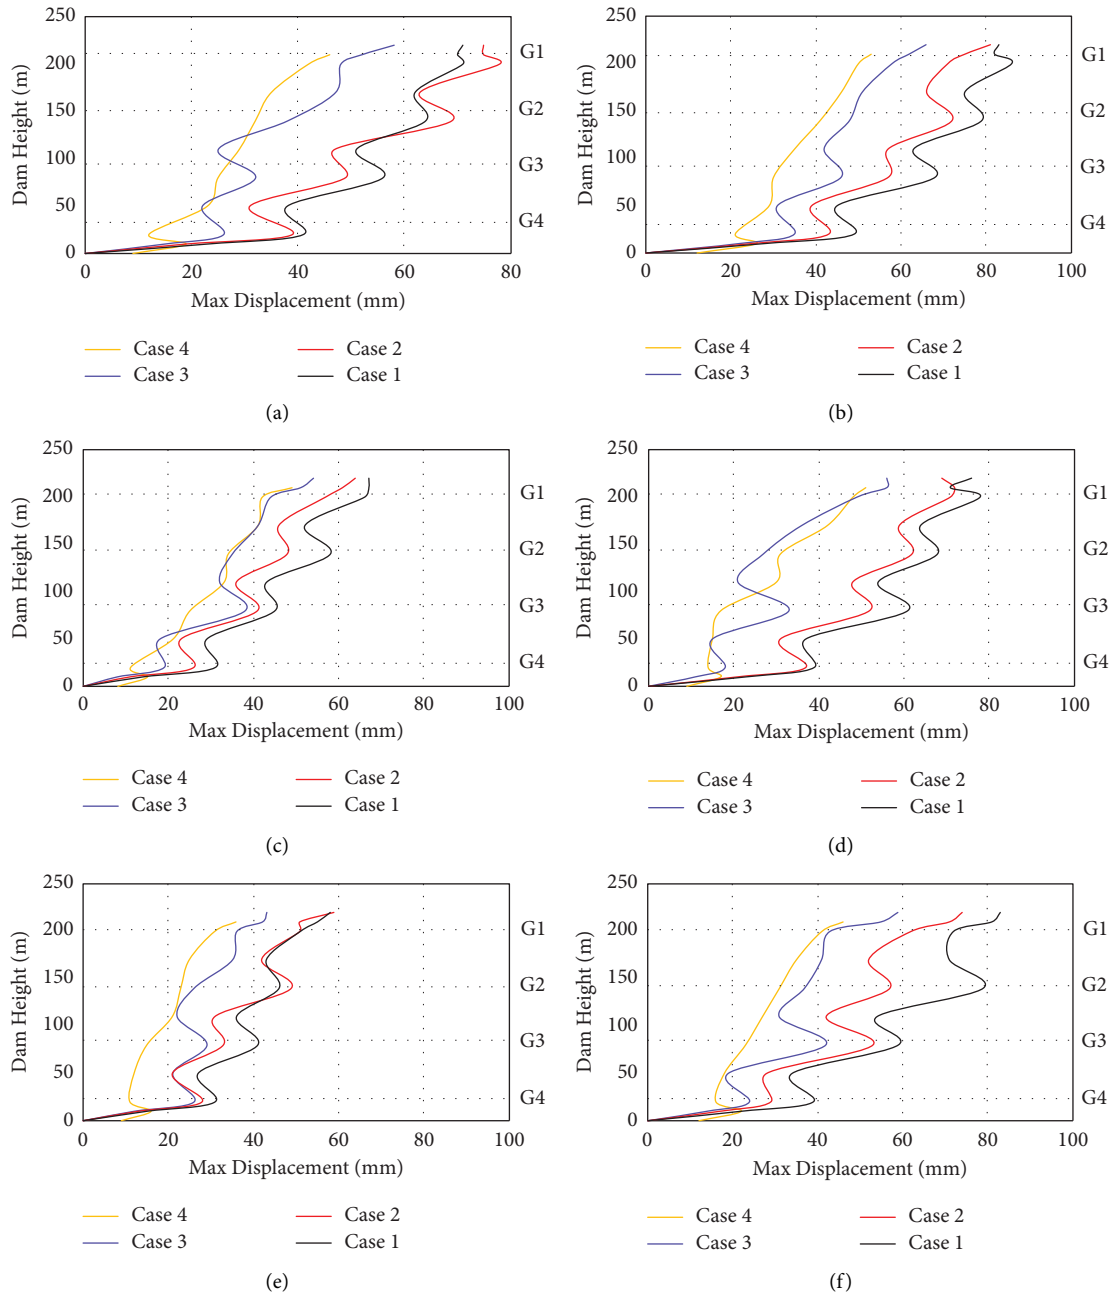 250
200
150
100
50
0
Dam Height (m)
G1
G2
G3
G4
0 20 40 60 80
Max Displacement (mm)
Case 4 Case 2
Case 3 Case 1
(a)
250
200
150
100
50
0
Dam Height (m)
G1
G2
G3
G4
0 20 40 60 80 100
Max Displacement (mm)
Case 4 Case 2
Case 3 Case 1
(b)
250
200
150
100
50
0
Dam Height (m)
G1
G2
G3
G4
0 20 40 60 80 100
Max Displacement (mm)
Case 4 Case 2
Case 3 Case 1
(c)
250
200
150
100
50
0
Dam Height (m)
G1
G2
G3
G4
0 20 40 60 80 100
Max Displacement (mm)
Case 4 Case 2
Case 3 Case 1
(d)
250
200
150
100
50
0
Dam Height (m)
G1
G2
G3
G4
0 20 40 60 80 100
Max Displacement (mm)
Case 4 Case 2
Case 3 Case 1
(e)
250
200
150
100
50
0
Dam Height (m)
G1
G2
G3
G4
0 20 40 60 80 100
Max Displacement (mm)
Case 4 Case 2
Case 3 Case 1
(f)